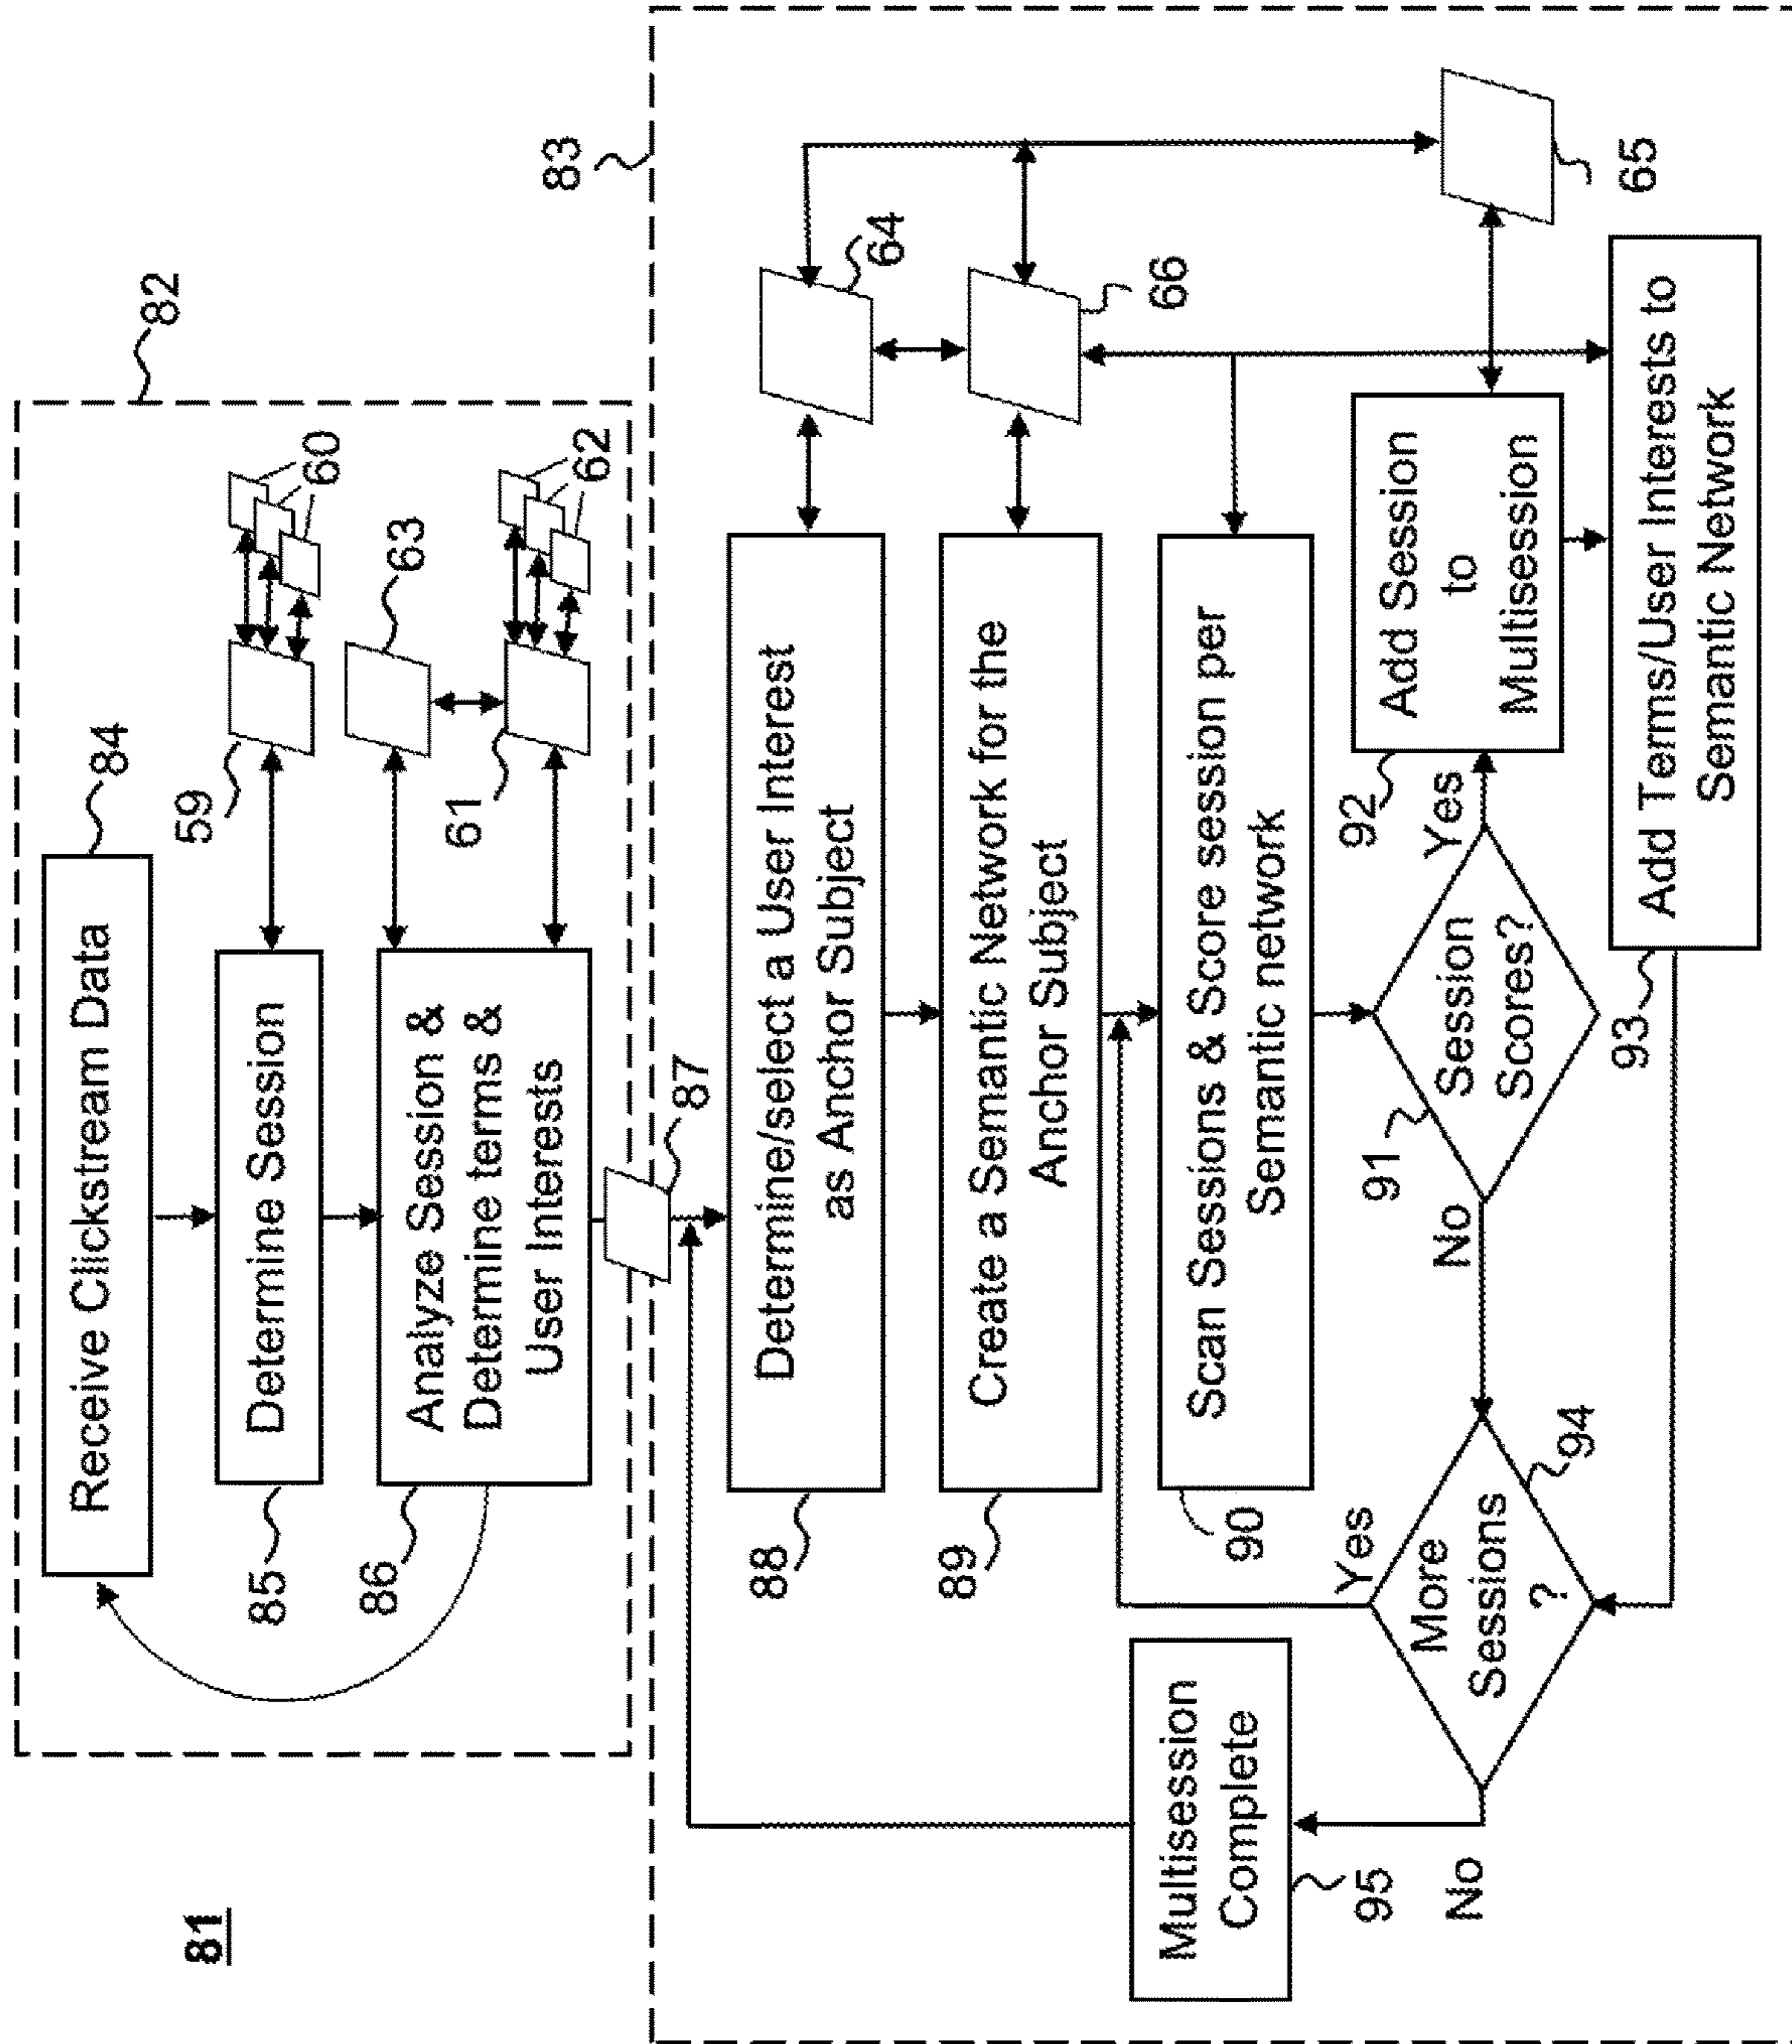 81
82
Receive Clickstream Data
84
59
60
Determine Session
85
63
Analyze Session &
Determine terms &
User Interests
86
61
62
87
83
Determine/select a User Interest
as Anchor Subject
88
64
Create a Semantic Network for the
Anchor Subject
89
66
Scan Sessions & Score session per
Semantic network
90
Session
Scores?
91
Yes
No
Add Session
to
Multisession
92
65
Add Terms/User Interests to
Semantic Network
93
More
Sessions
?
94
Yes
No
Multisession
Complete
95